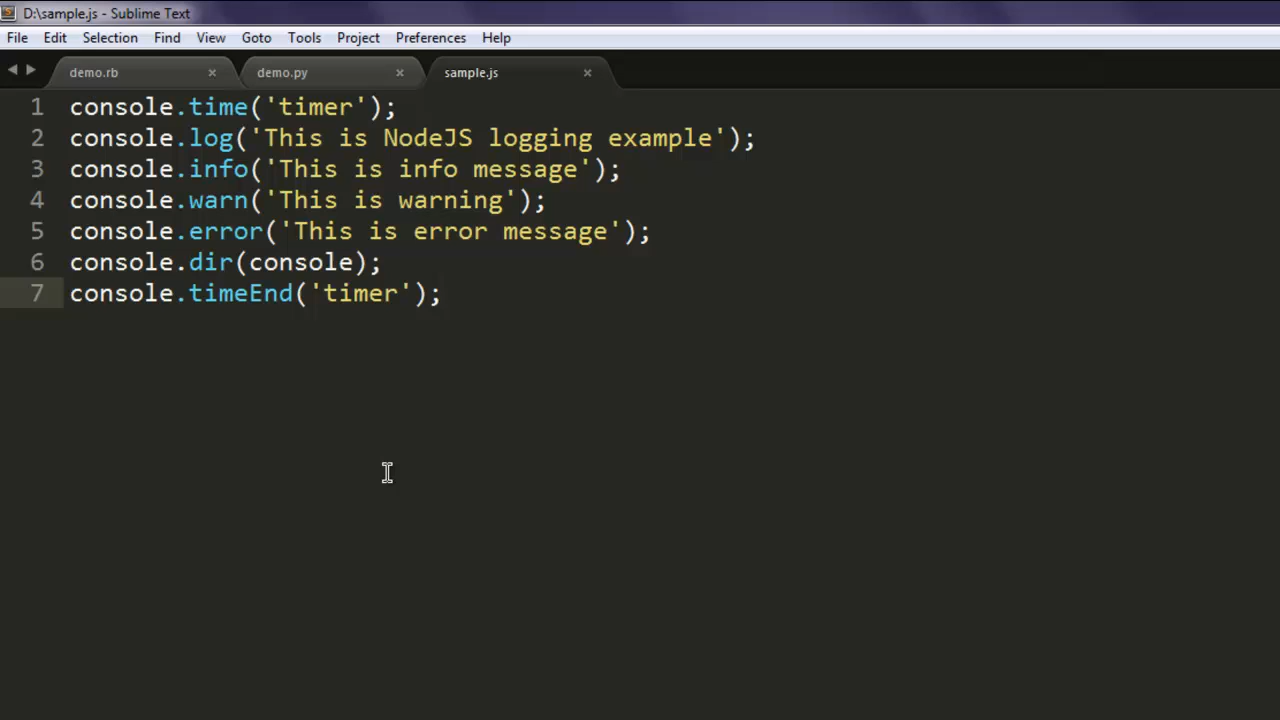 D:\sample.js - Sublime Text
File Edit Selection Find View Goto Tools Project Preferences Help
demo.rb × demo.py × sample.js ×
1 console.time('timer');
2 console.log('This is NodeJS logging example');
3 console.info('This is info message');
4 console.warn('This is warning');
5 console.error('This is error message');
6 console.dir(console);
7 console.timeEnd('timer');